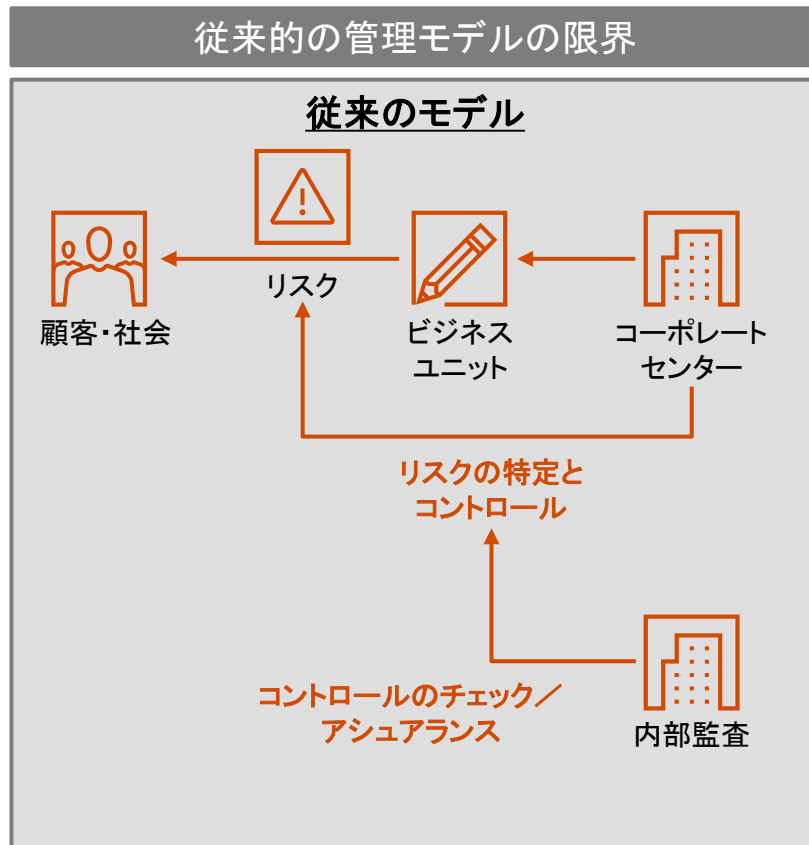 従来的の管理モデルの限界
従来のモデル
リスク
顧客・社会
ビジネス
ユニット
コーポレート
センター
リスクの特定と
コントロール
コントロールのチェック／
アシュアランス
内部監査